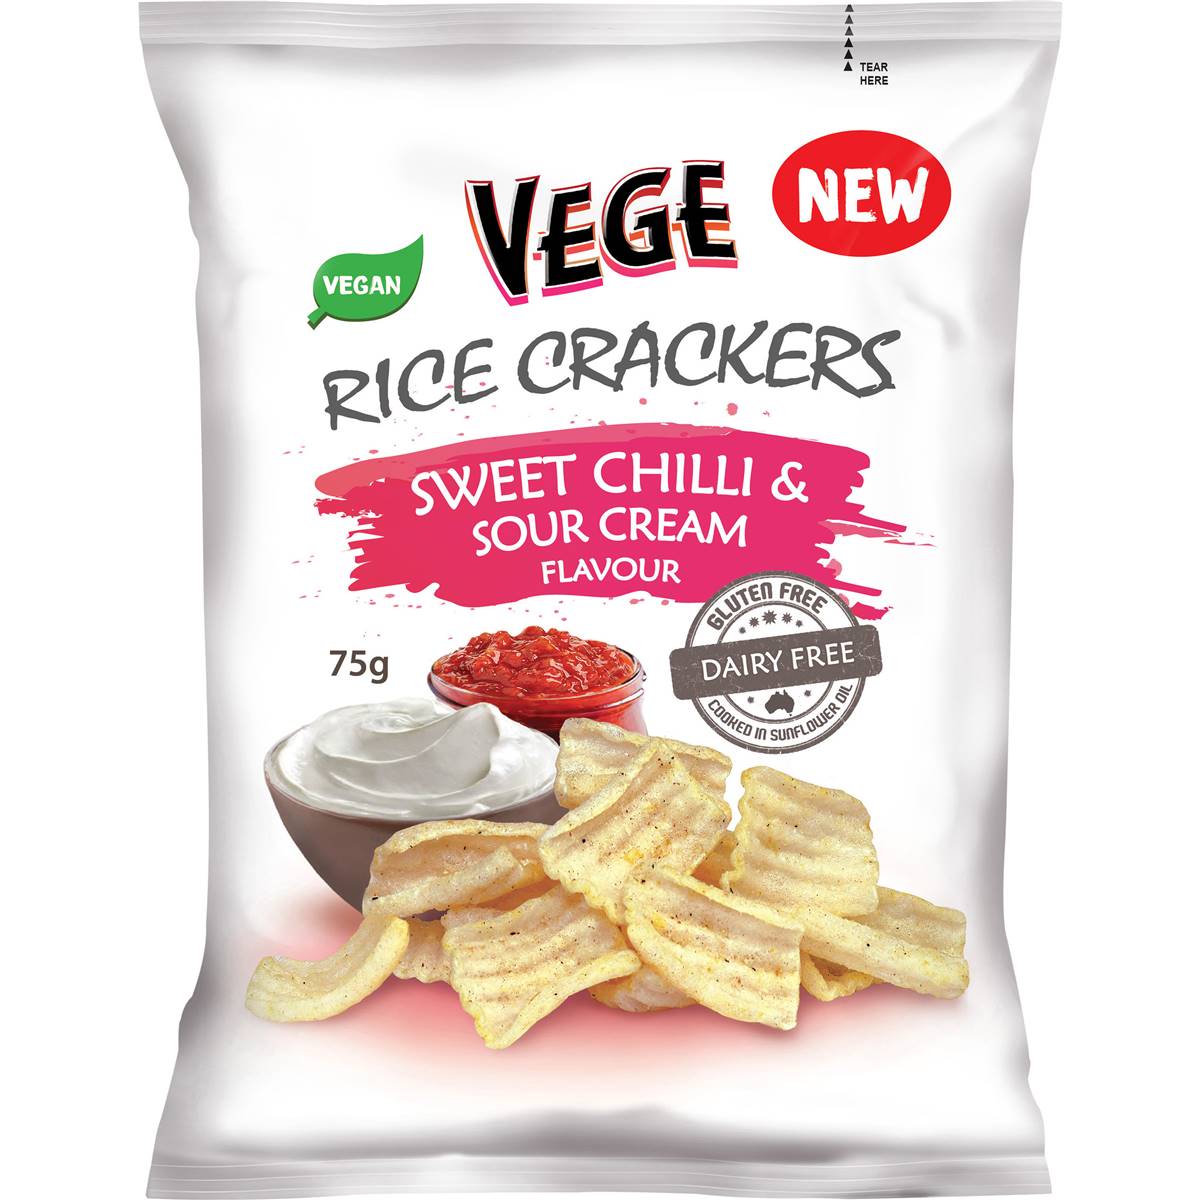 TEAR
HERE
VEGE
NEW
VEGAN
RICE CRACKERS
SWEET CHILLI &
SOUR CREAM
FLAVOUR
75g
GLUTEN FREE
DAIRY FREE
COOKED IN SUNFLOWER OIL